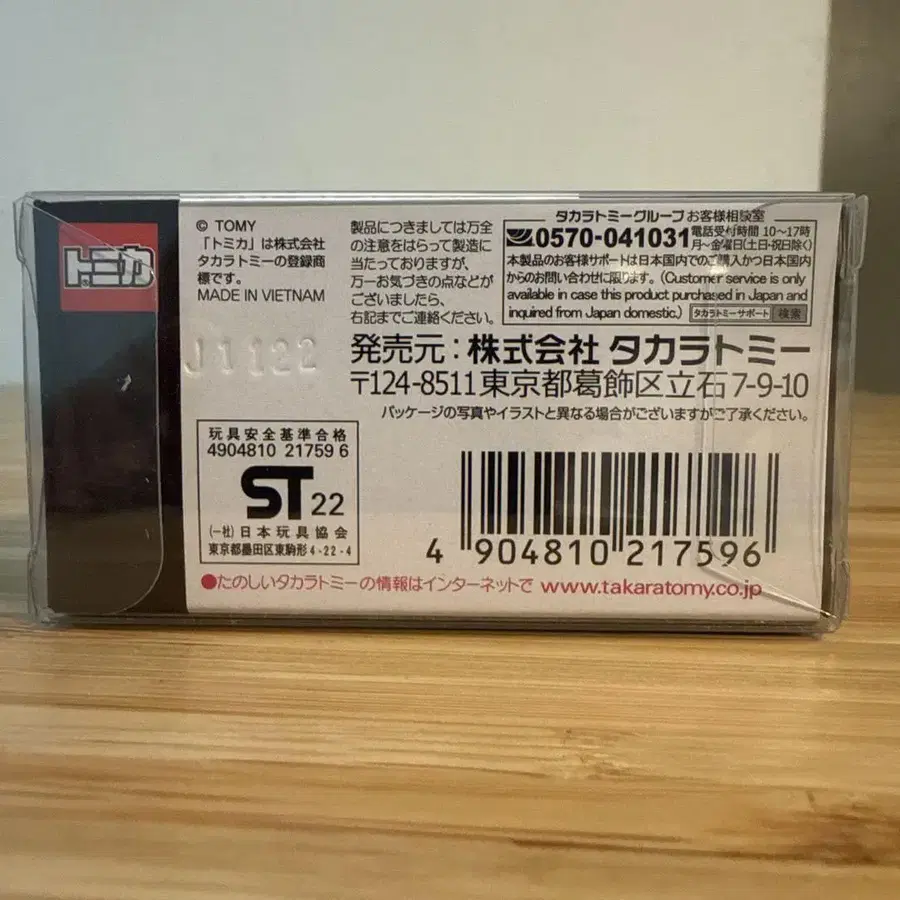 トミカ
© TOMY
「トミカ」は株式会社
タカラトミーの登録商
標です。
MADE IN VIETNAM
J1122
製品につきましては万全
の注意をはらって製造に
当たっておりますが、
万一お気づきの点などが
ございましたら、
右記までご連絡ください。
タカラトミーグループ お客様相談室
0570-041031 電話受付時間 10〜17時
月〜金曜日(土日・祝日除く)
本製品のお客様サポートは日本国内でのご購入かつ日本国内
からのお問い合わせに限ります。(Customer service is only
available in case this product purchased in Japan and
inquired from Japan domestic.) タカラトミーサポート 検索
発売元：株式会社 タカラトミー
〒124-8511 東京都葛飾区立石 7-9-10
パッケージの写真やイラストと異なる場合がございますがご了承ください。
玩具安全基準合格
4904810 21759 6
ST 22
(一社)日本玩具協会
東京都墨田区東駒形 4-22-4
4 904810 217596
●たのしいタカラトミーの情報はインターネットで www.takaratomy.co.jp